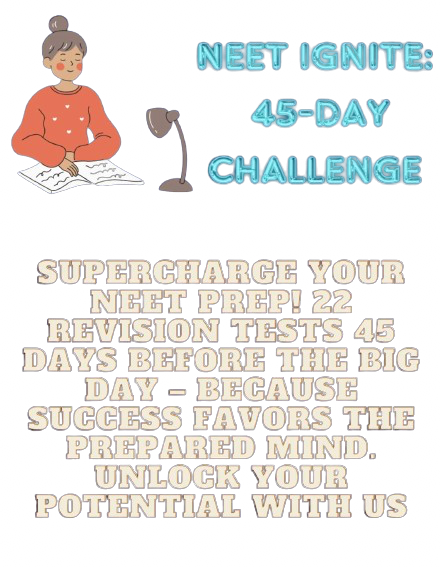 NEET IGNITE:
45-DAY
CHALLENGE
SUPERCHARGE YOUR
NEET PREP! 22
REVISION TESTS 45
DAYS BEFORE THE BIG
DAY – BECAUSE
SUCCESS FAVORS THE
PREPARED MIND.
UNLOCK YOUR
POTENTIAL WITH US